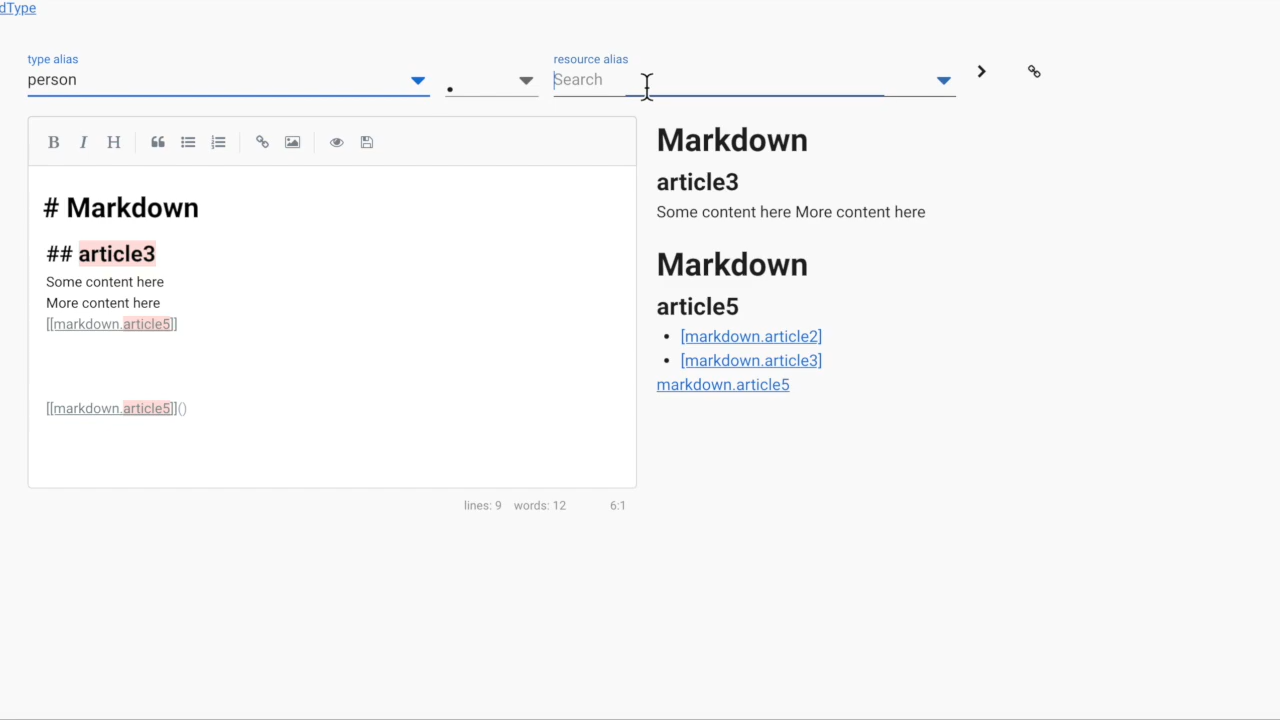 dType
type alias
person
.
resource alias
Search
B I H
# Markdown
## article3
Some content here
More content here
[[markdown.article5]]
[[markdown.article5]]()
lines: 9 words: 12 6:1
Markdown
article3
Some content here More content here
Markdown
article5
• [markdown.article2]
• [markdown.article3]
markdown.article5